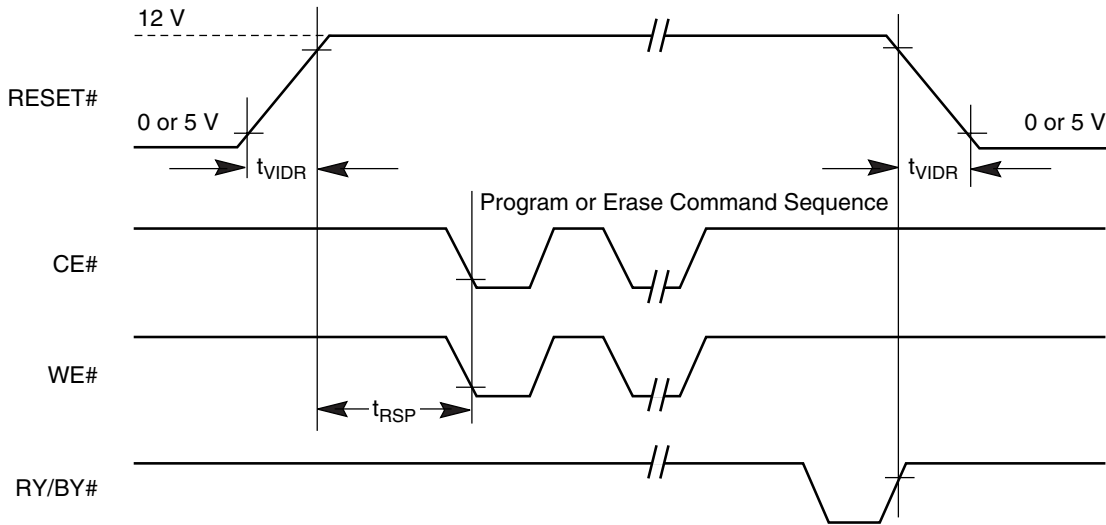 12 V
RESET#
0 or 5 V
0 or 5 V
tVIDR
tVIDR
Program or Erase Command Sequence
CE#
WE#
tRSP
RY/BY#